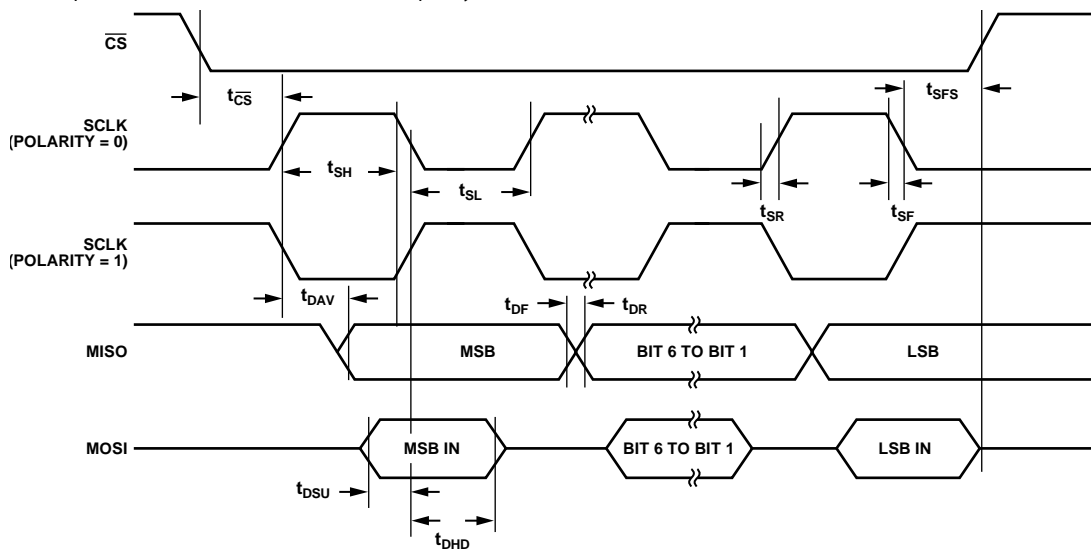 CS
tCS
tSFS
SCLK
(POLARITY = 0)
tSH
tSL
tSR
tSF
SCLK
(POLARITY = 1)
tDAV
tDF
tDR
MISO
MSB
BIT 6 TO BIT 1
LSB
MOSI
MSB IN
BIT 6 TO BIT 1
LSB IN
tDSU
tDHD